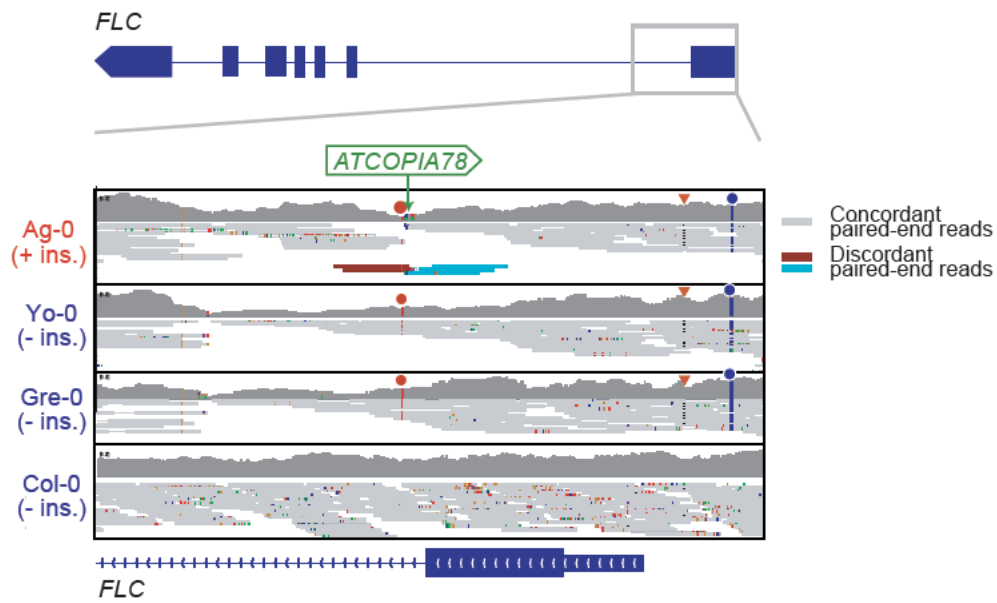 FLC
ATCOPIA78
Ag-0
(+ ins.)
Yo-0
(- ins.)
Gre-0
(- ins.)
Col-0
(- ins.)
Concordant
paired-end reads
Discordant
paired-end reads
FLC